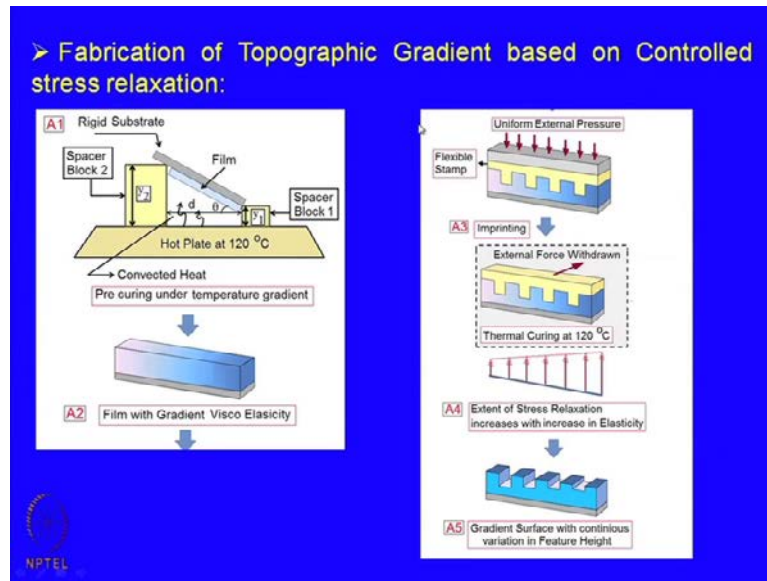 ➢ Fabrication of Topographic Gradient based on Controlled
stress relaxation:
A1
Rigid Substrate
Film
Spacer
Block 2
y2
d
θ
y1
Spacer
Block 1
Hot Plate at 120 °C
Convected Heat
Pre curing under temperature gradient
A2
Film with Gradient Visco Elasicity
Uniform External Pressure
Flexible
Stamp
A3
Imprinting
External Force Withdrawn
Thermal Curing at 120 °C
A4
Extent of Stress Relaxation
increases with increase in Elasticity
A5
Gradient Surface with continious
variation in Feature Height
NPTEL